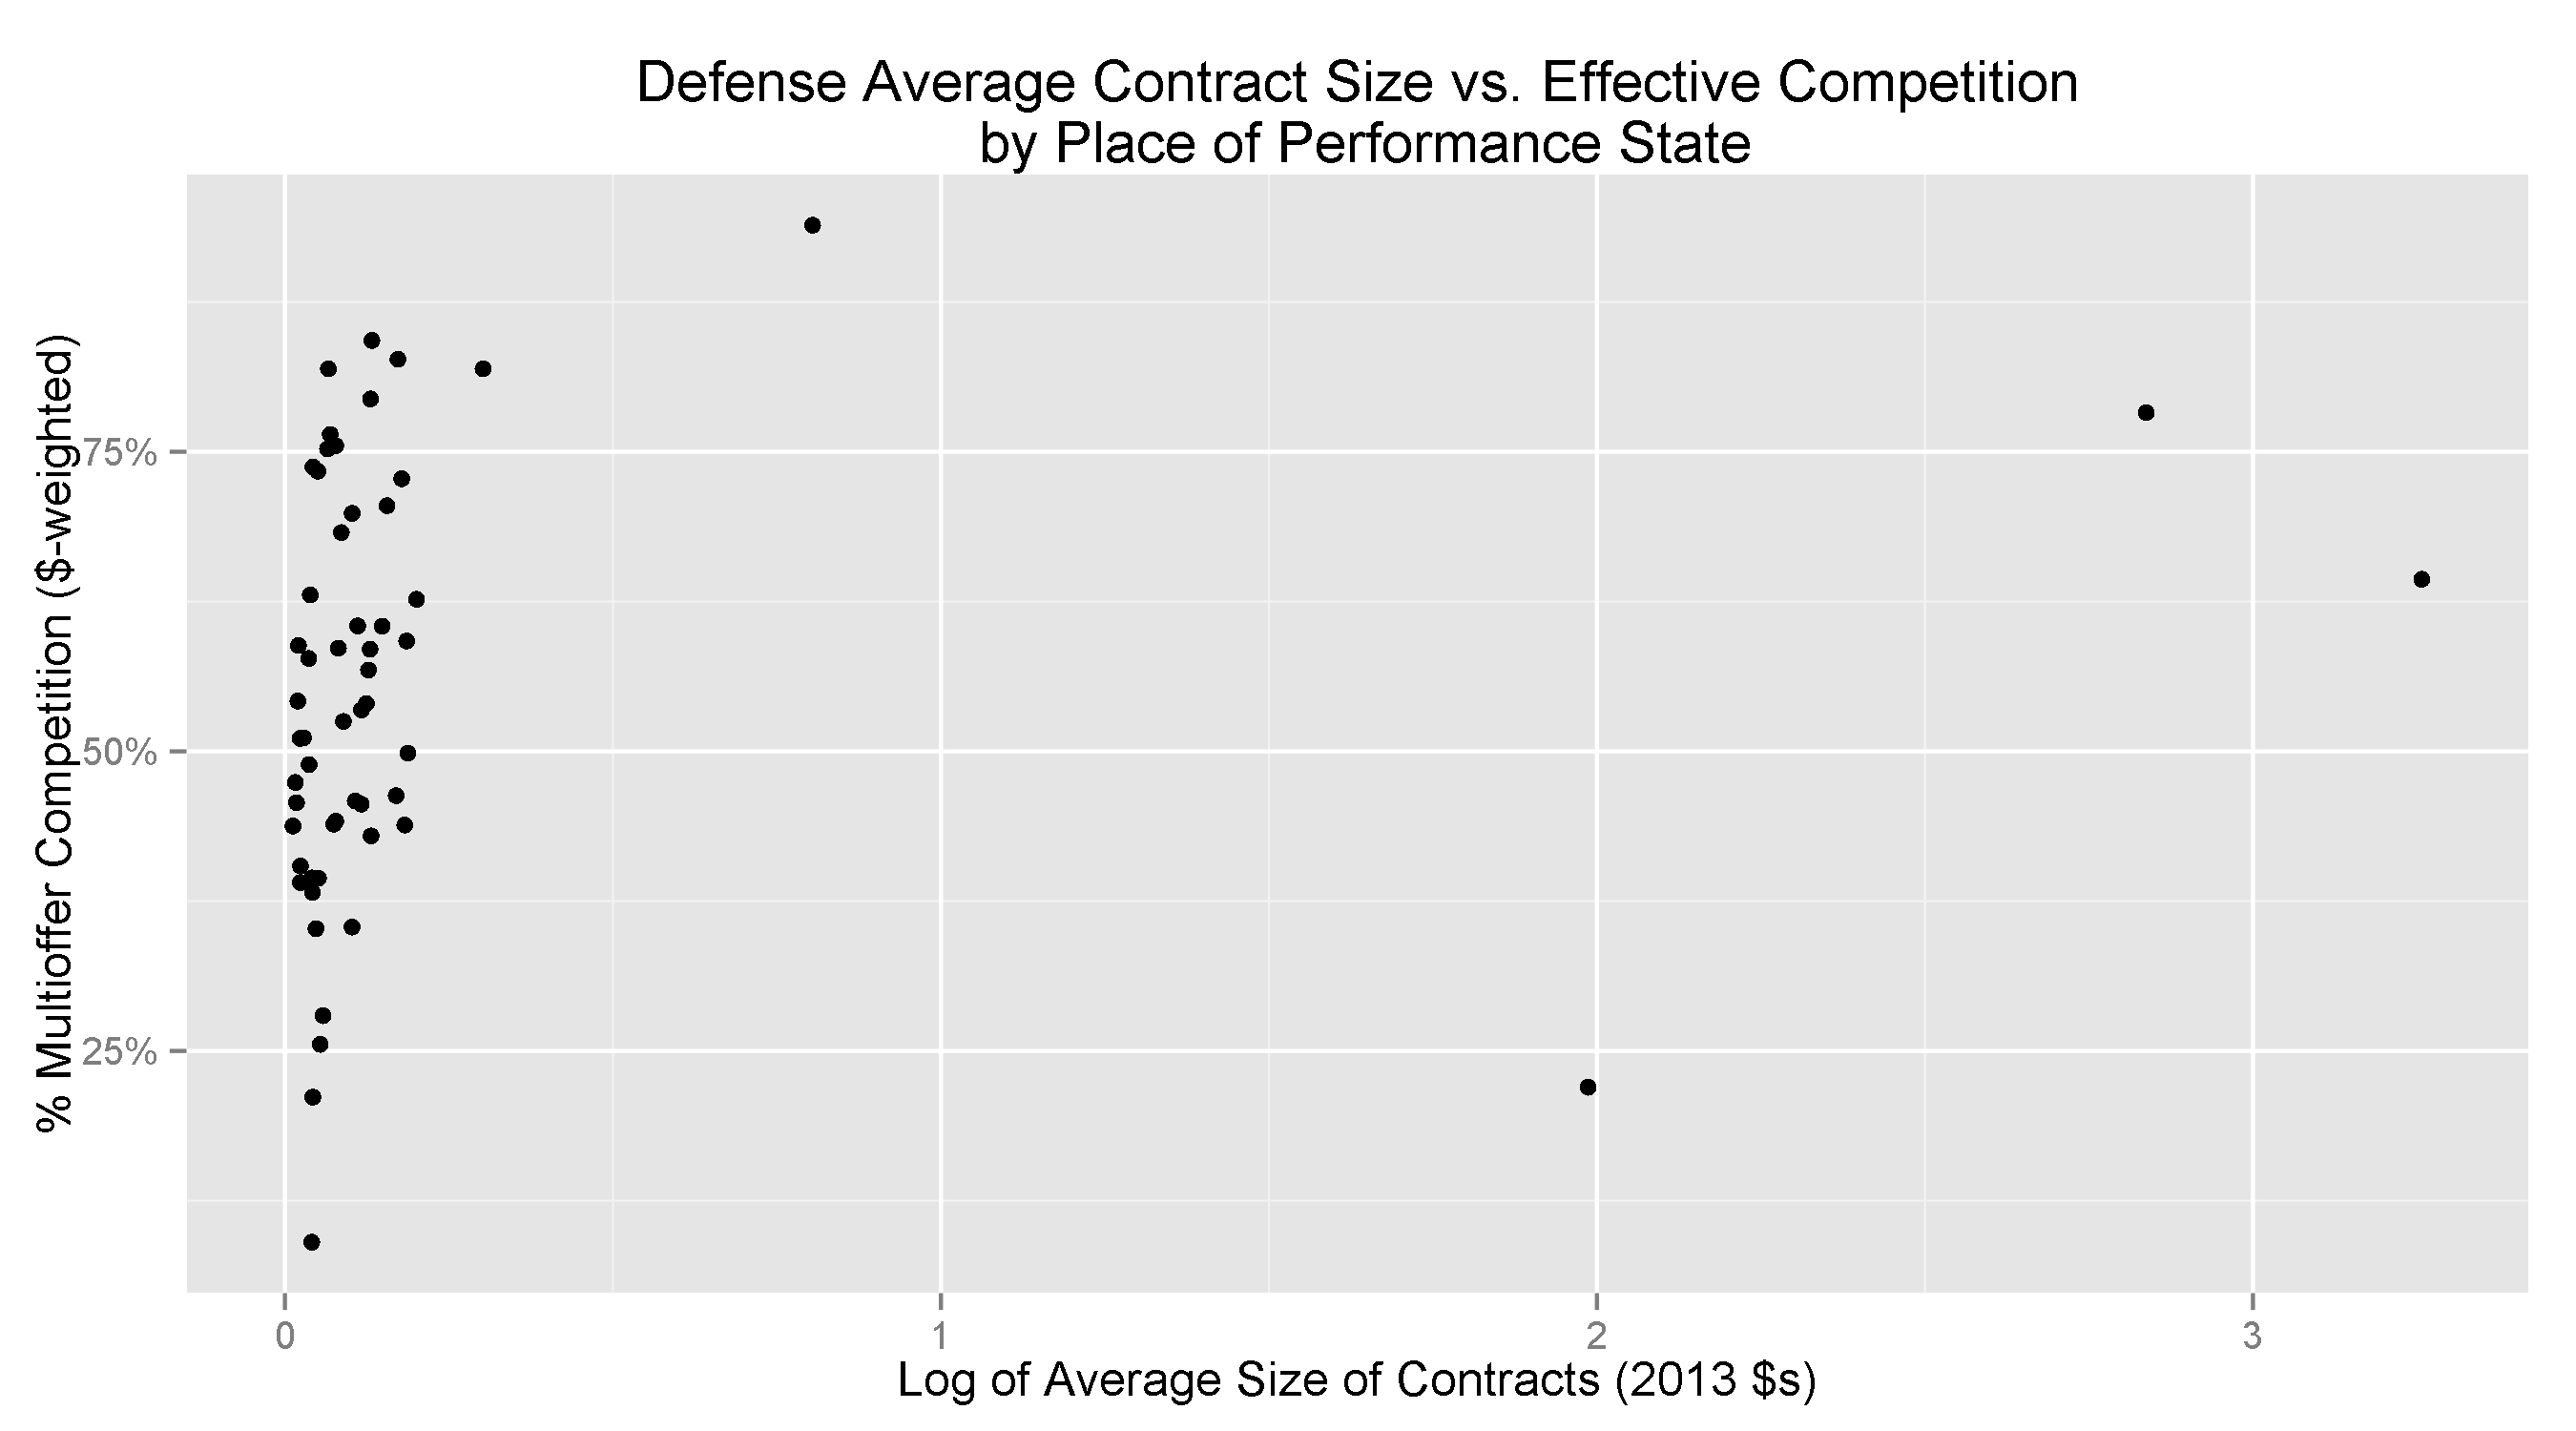 Defense Average Contract Size vs. Effective Competition
by Place of Performance State
% Multioffer Competition ($-weighted)
75%
50%
25%
0
1
2
3
Log of Average Size of Contracts (2013 $s)